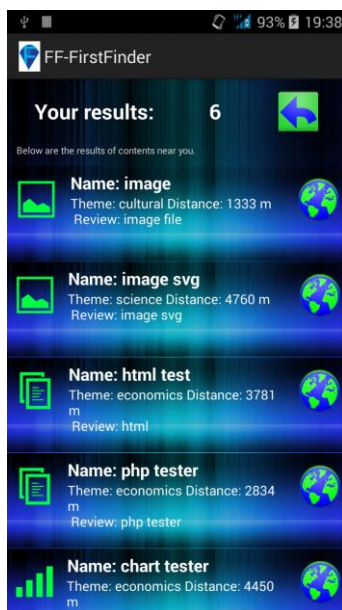 93% 19:38
FF-FirstFinder
Your results: 6
Below are the results of contents near you.
Name: image
Theme: cultural Distance: 1333 m
Review: image file
Name: image svg
Theme: science Distance: 4760 m
Review: image svg
Name: html test
Theme: economics Distance: 3781
m
Review: html
Name: php tester
Theme: economics Distance: 2834
m
Review: php tester
Name: chart tester
Theme: economics Distance: 4450
m